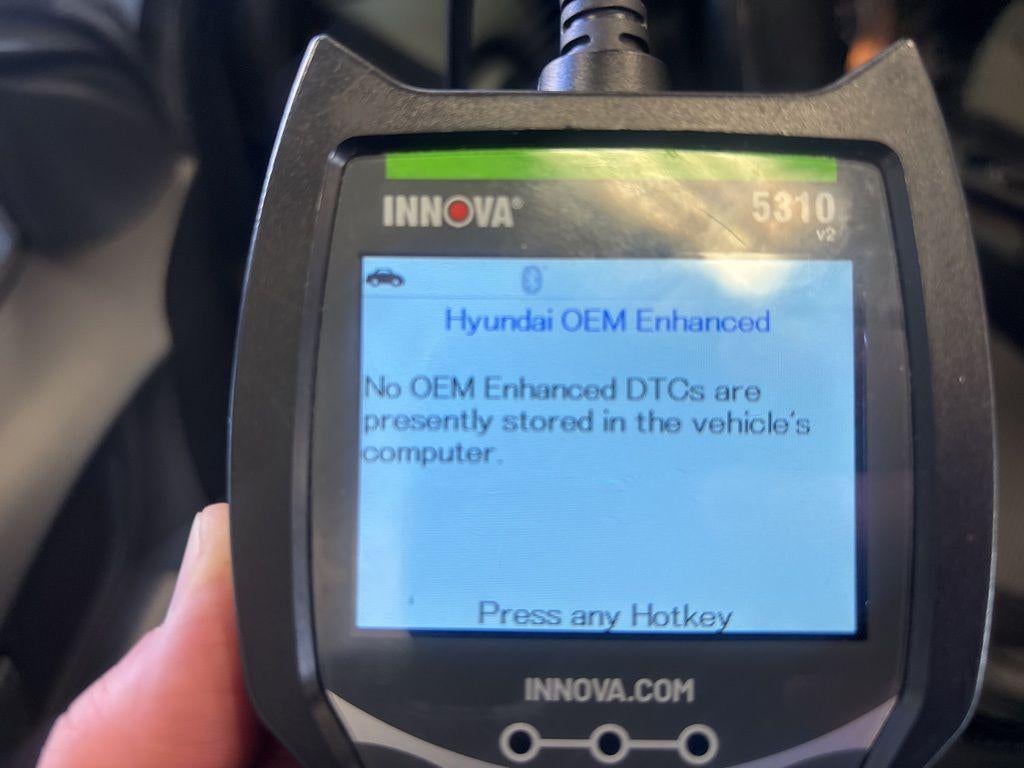 INNOVA®
5310
v2
Hyundai OEM Enhanced
No OEM Enhanced DTCs are
presently stored in the vehicle's
computer.
Press any Hotkey
INNOVA.COM